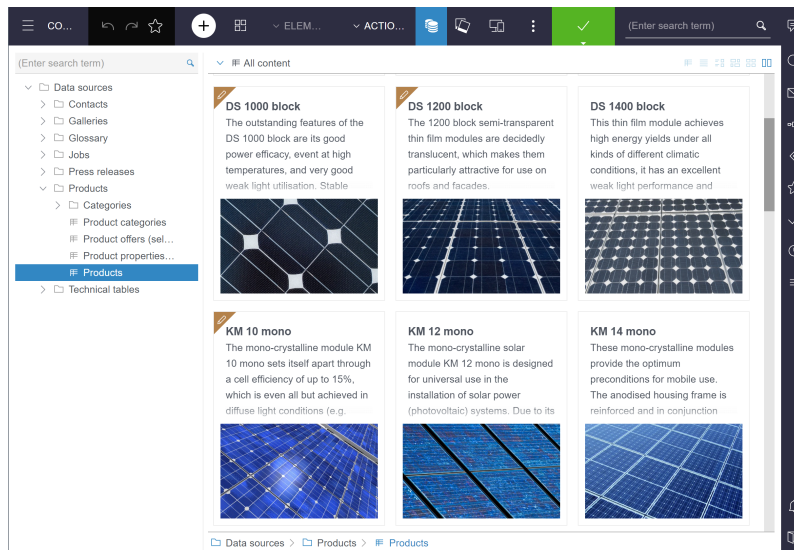 CO...
ELEM...
ACTIO...
(Enter search term)
(Enter search term)
Data sources
Contacts
Galleries
Glossary
Jobs
Press releases
Products
Categories
Product categories
Product offers (sel...
Product properties...
Products
Technical tables
All content
DS 1000 block
The outstanding features of the
DS 1000 block are its good
power efficacy, event at high
temperatures, and very good
weak light utilisation. Stable
DS 1200 block
The 1200 block semi-transparent
thin film modules are decidedly
translucent, which makes them
particularly attractive for use on
roofs and facades.
DS 1400 block
This thin film module achieves
high energy yields under all
kinds of different climatic
conditions, it has an excellent
weak light performance and
KM 10 mono
The mono-crystalline module KM
10 mono sets itself apart through
a cell efficiency of up to 15%,
which is even all but achieved in
diffuse light conditions (e.g.
KM 12 mono
The mono-crystalline solar
module KM 12 mono is designed
for universal use in the
installation of solar power
(photovoltaic) systems. Due to its
KM 14 mono
These mono-crystalline modules
provide the optimum
preconditions for mobile use.
The anodised housing frame is
reinforced and in conjunction
Data sources > Products > Products